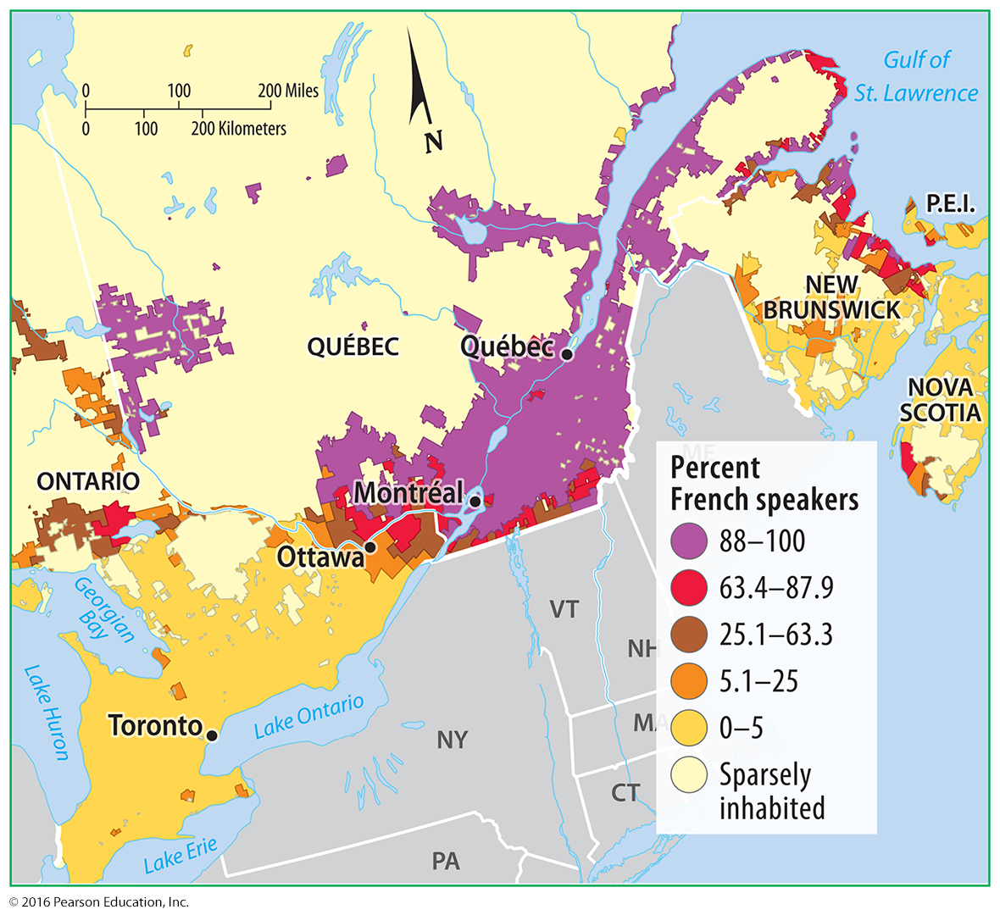 0 100 200 Miles
0 100 200 Kilometers
N
Gulf of
St. Lawrence
P.E.I.
NEW
BRUNSWICK
QUÉBEC
Québec
NOVA
SCOTIA
ME
ONTARIO
Montréal
Ottawa
Georgian
Bay
Lake Huron
Toronto
Lake Ontario
Lake Erie
VT
NH
NY
MA
CT
PA
Percent
French speakers
88–100
63.4–87.9
25.1–63.3
5.1–25
0–5
Sparsely
inhabited
© 2016 Pearson Education, Inc.